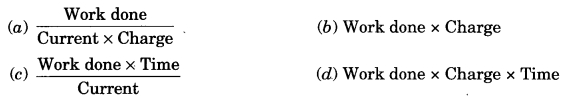 (a) Work done / Current × Charge
(b) Work done × Charge
(c) Work done × Time / Current
(d) Work done × Charge × Time